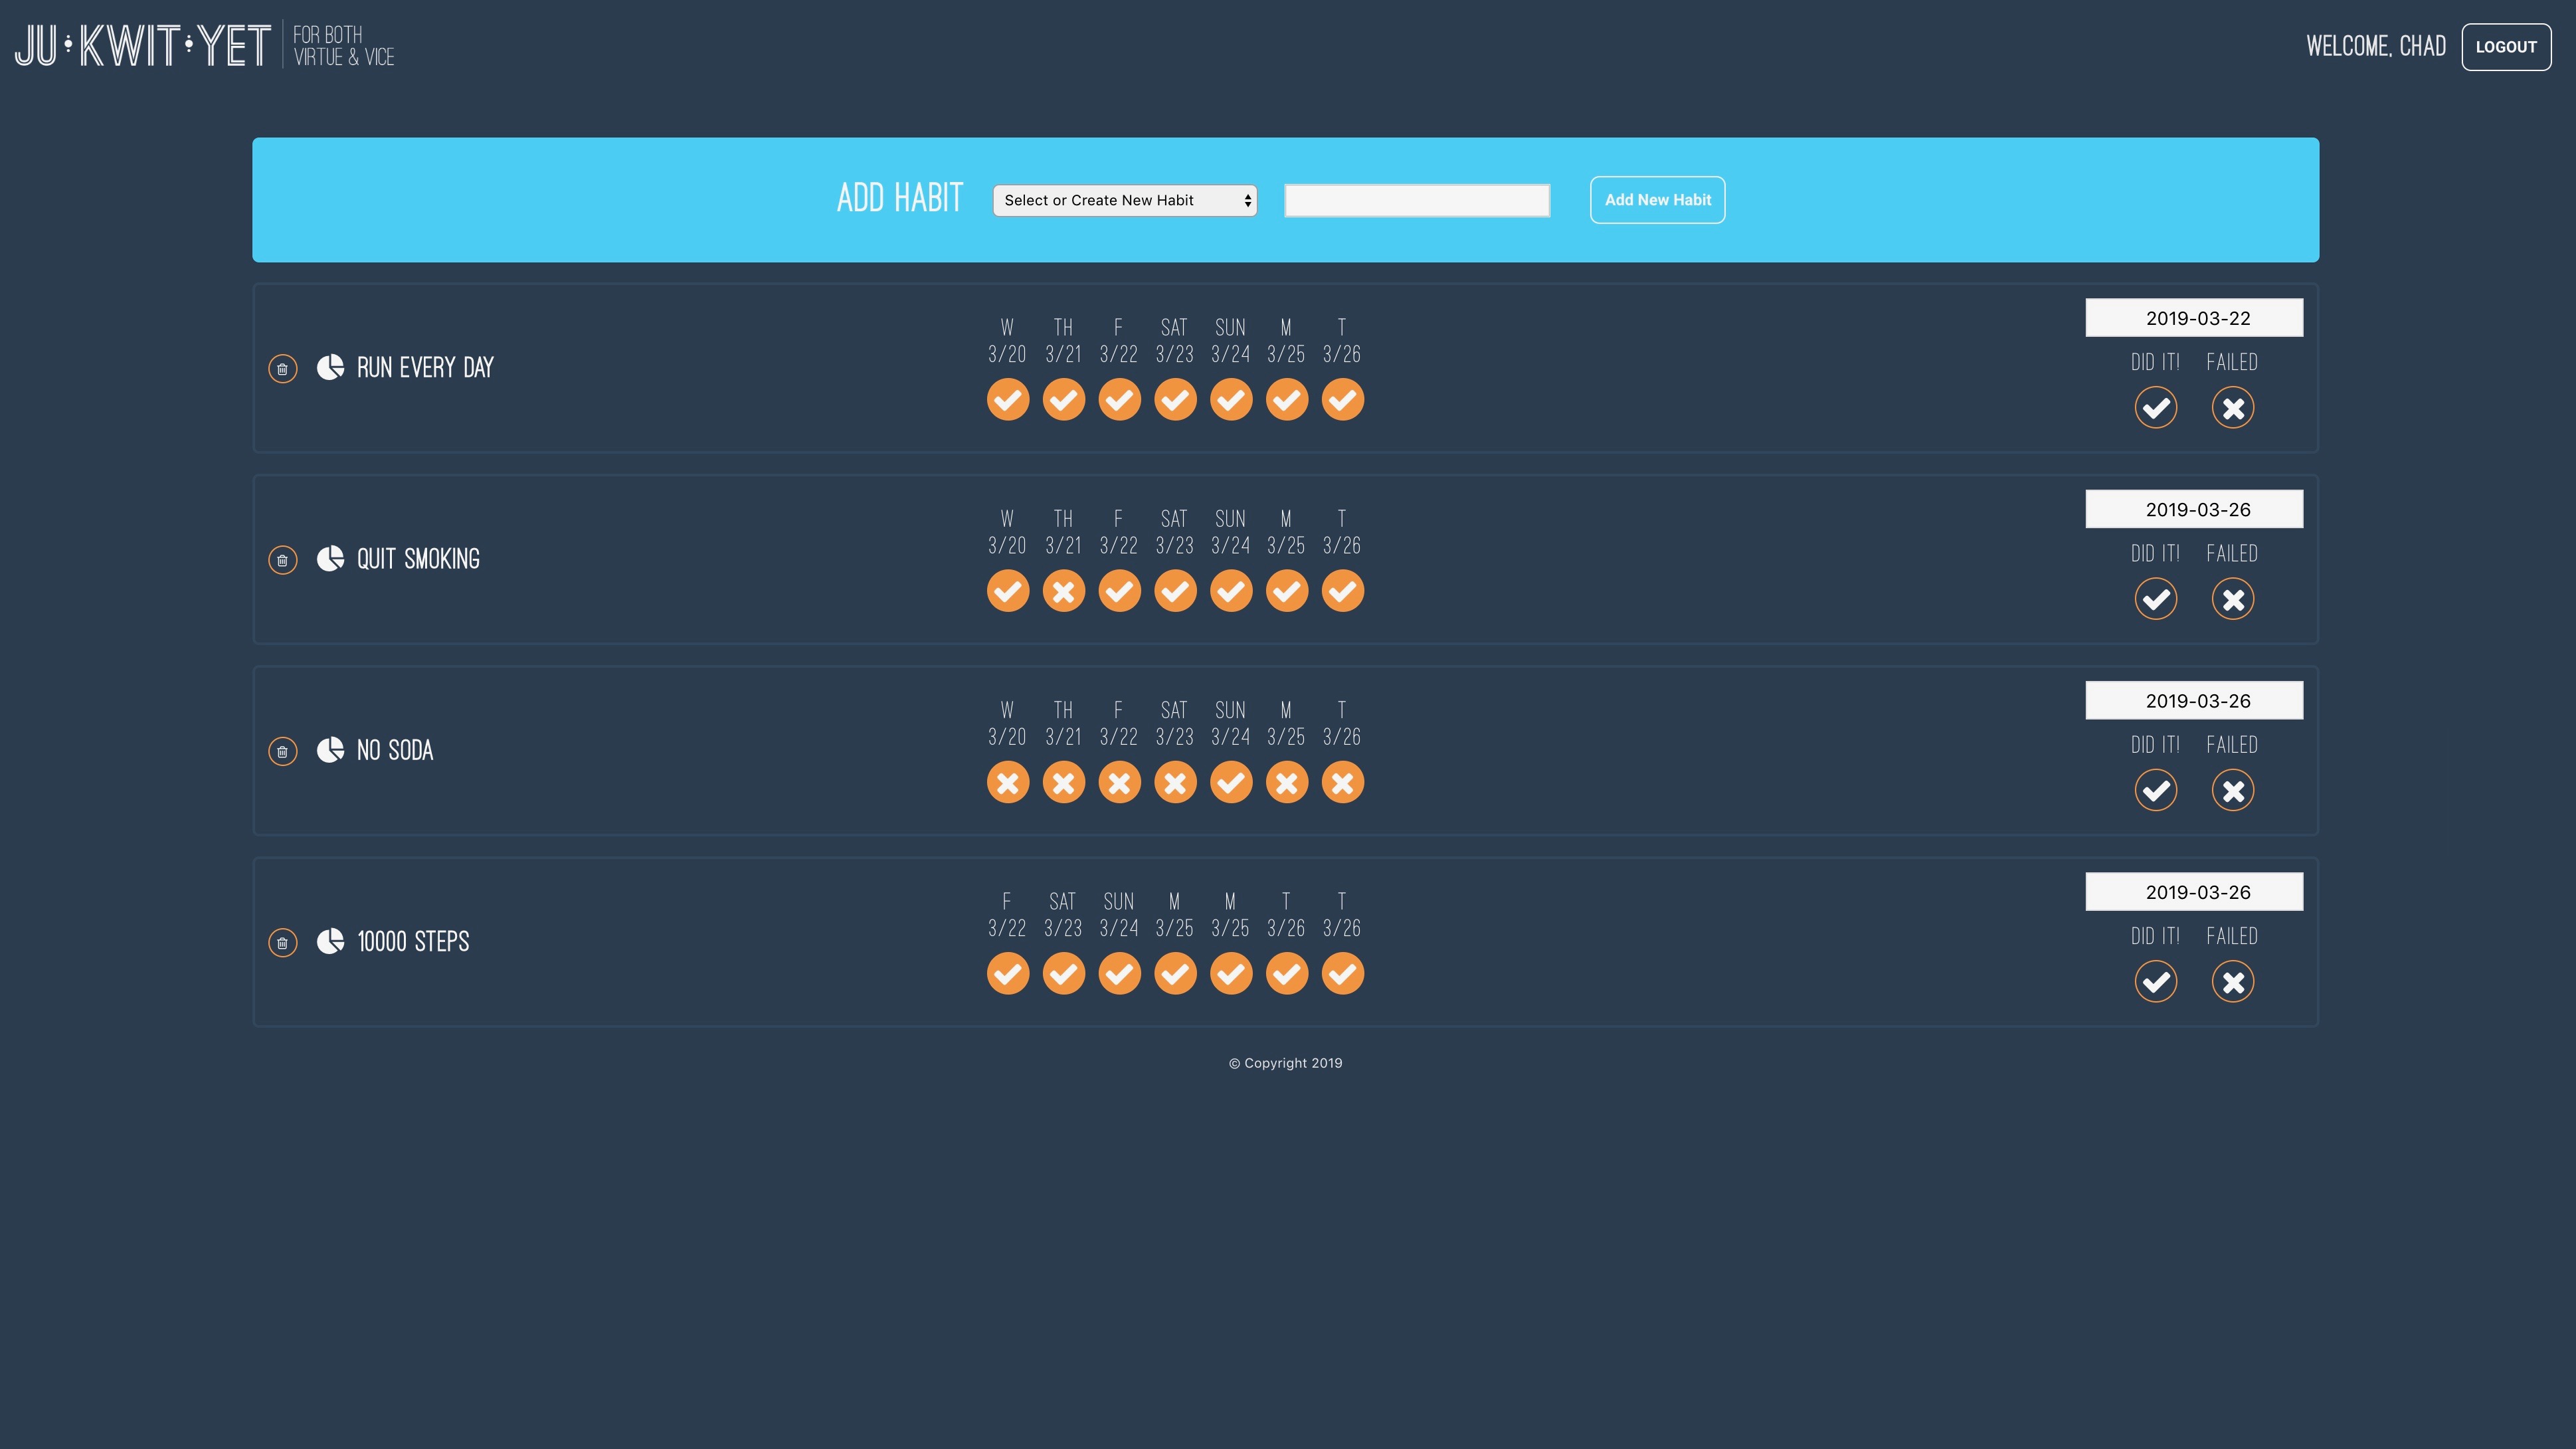 JU•KWIT•YET
FOR BOTH
VIRTUE & VICE
WELCOME, CHAD
LOGOUT
ADD HABIT
Select or Create New Habit
Add New Habit
RUN EVERY DAY
W TH F SAT SUN M T
3/20 3/21 3/22 3/23 3/24 3/25 3/26
2019-03-22
DID IT! FAILED
QUIT SMOKING
W TH F SAT SUN M T
3/20 3/21 3/22 3/23 3/24 3/25 3/26
2019-03-26
DID IT! FAILED
NO SODA
W TH F SAT SUN M T
3/20 3/21 3/22 3/23 3/24 3/25 3/26
2019-03-26
DID IT! FAILED
10000 STEPS
F SAT SUN M M T T
3/22 3/23 3/24 3/25 3/25 3/26 3/26
2019-03-26
DID IT! FAILED
© Copyright 2019